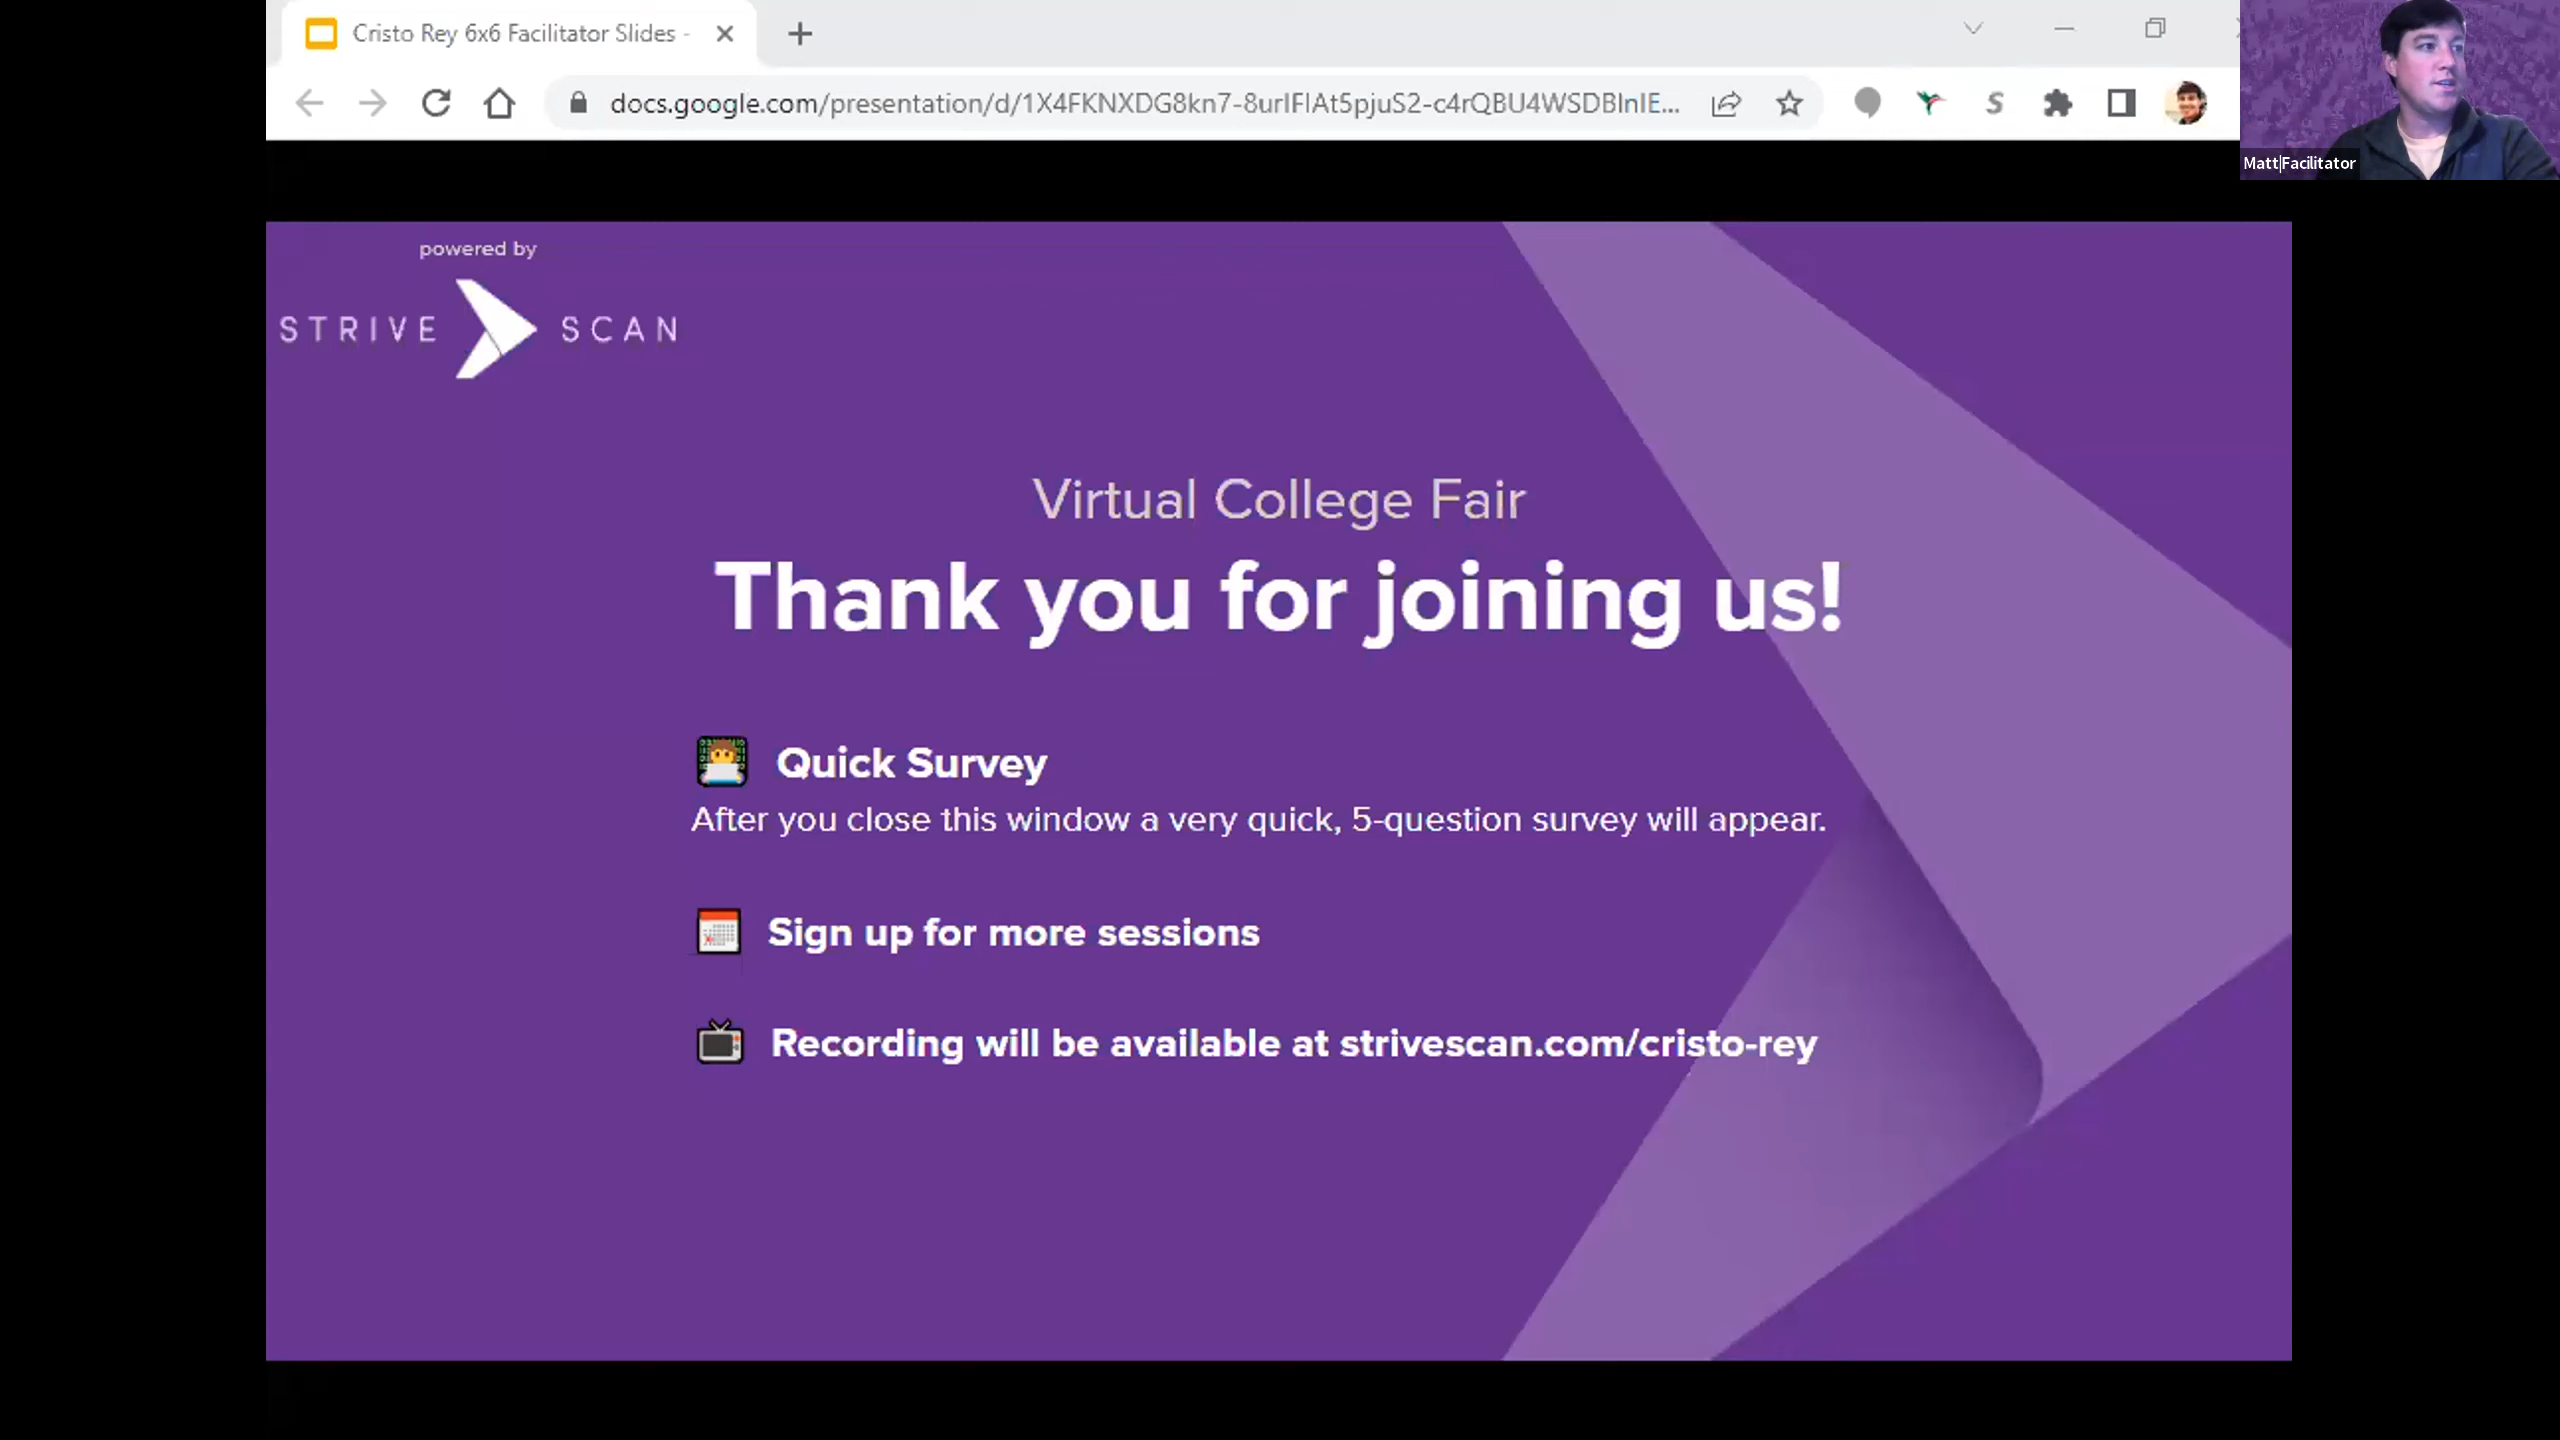 Cristo Rey 6x6 Facilitator Slides -
docs.google.com/presentation/d/1X4FKNXDG8kn7-8urIFIAt5pjuS2-c4rQBU4WSDBInIE...
Matt|Facilitator
powered by
STRIVE SCAN
Virtual College Fair
Thank you for joining us!
Quick Survey
After you close this window a very quick, 5-question survey will appear.
Sign up for more sessions
Recording will be available at strivescan.com/cristo-rey